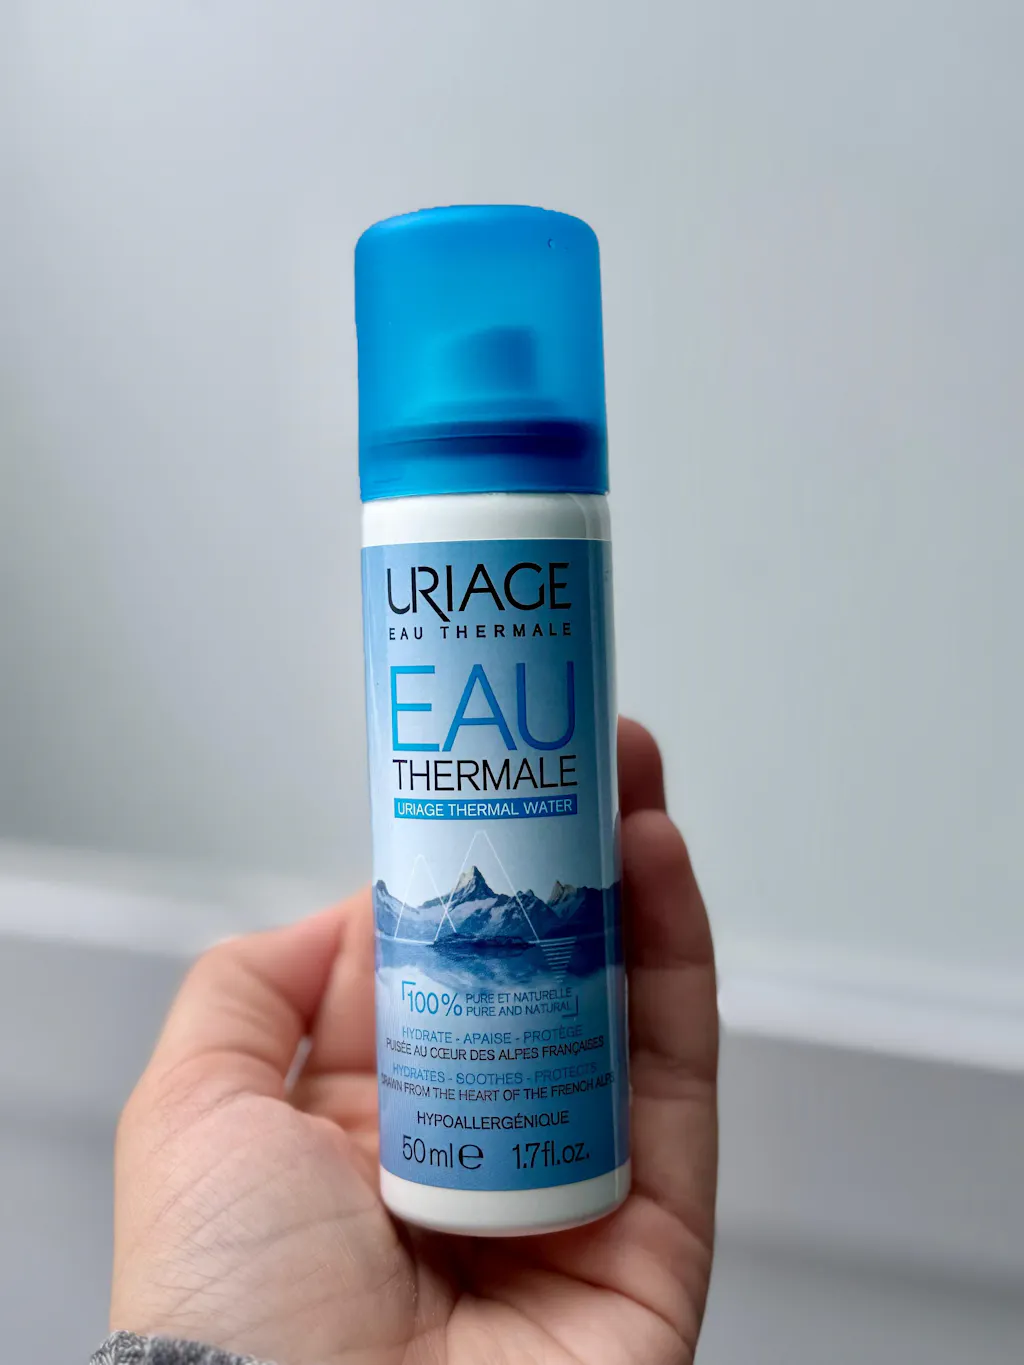 URIAGE
EAU THERMALE
EAU
THERMALE
URIAGE THERMAL WATER
100% PURE ET NATURELLE
PURE AND NATURAL
HYDRATE - APAISE - PROTÈGE
PUISÉE AU CŒUR DES ALPES FRANÇAISES
HYDRATES - SOOTHES - PROTECTS
DRAWN FROM THE HEART OF THE FRENCH ALPS
HYPOALLERGÉNIQUE
50 ml e 1.7 fl.oz.